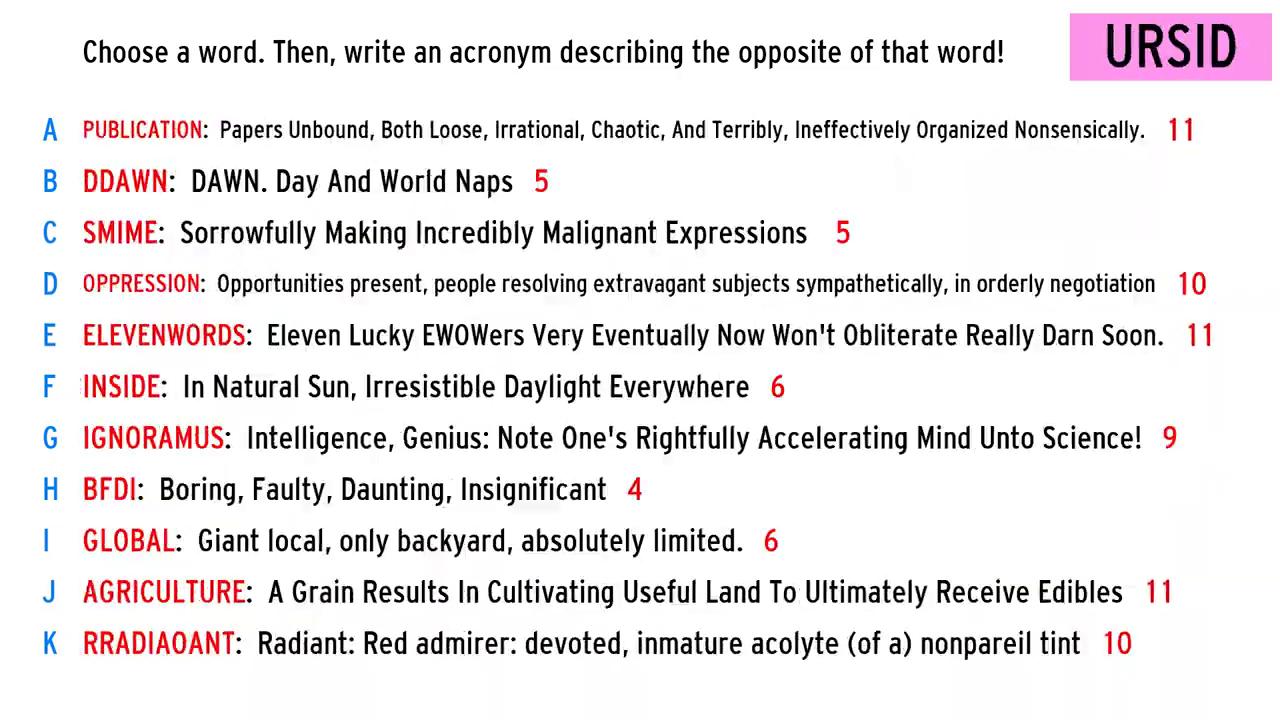 Choose a word. Then, write an acronym describing the opposite of that word!
URSID
A PUBLICATION: Papers Unbound, Both Loose, Irrational, Chaotic, And Terribly, Ineffectively Organized Nonsensically. 11
B DDAWN: DAWN. Day And World Naps 5
C SMIME: Sorrowfully Making Incredibly Malignant Expressions 5
D OPPRESSION: Opportunities present, people resolving extravagant subjects sympathetically, in orderly negotiation 10
E ELEVENWORDS: Eleven Lucky EWOWers Very Eventually Now Won't Obliterate Really Darn Soon. 11
F INSIDE: In Natural Sun, Irresistible Daylight Everywhere 6
G IGNORAMUS: Intelligence, Genius: Note One's Rightfully Accelerating Mind Unto Science! 9
H BFDI: Boring, Faulty, Daunting, Insignificant 4
I GLOBAL: Giant local, only backyard, absolutely limited. 6
J AGRICULTURE: A Grain Results In Cultivating Useful Land To Ultimately Receive Edibles 11
K RRADIAOANT: Radiant: Red admirer: devoted, inmature acolyte (of a) nonpareil tint 10